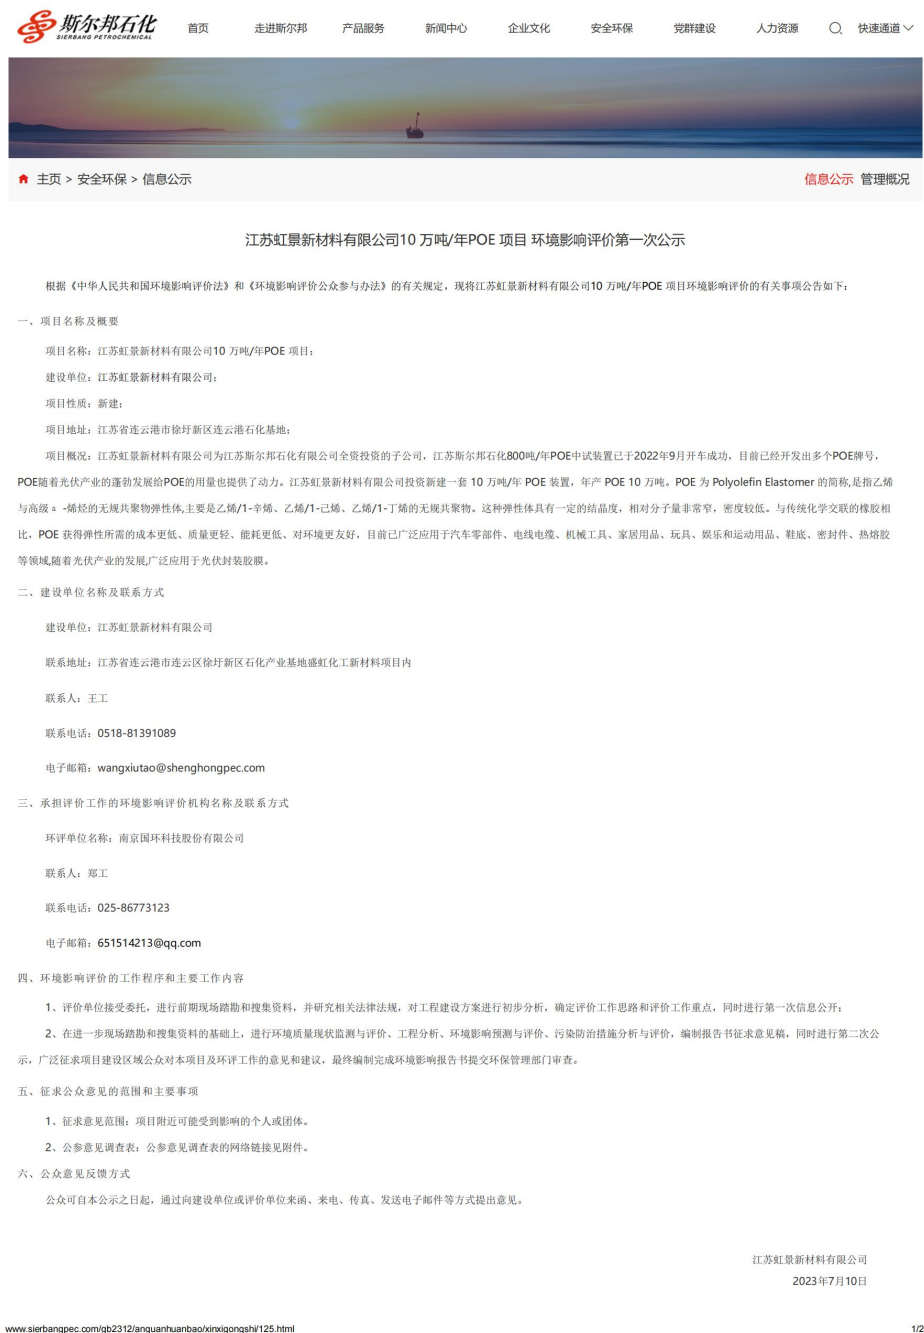 斯尔邦石化
SIERBANG PETROCHEMICAL
首页 走进斯尔邦 产品服务 新闻中心 企业文化 安全环保 党群建设 人力资源 快速通道
主页 > 安全环保 > 信息公示
信息公示 管理概况
江苏虹景新材料有限公司10 万吨/年POE 项目 环境影响评价第一次公示
根据《中华人民共和国环境影响评价法》和《环境影响评价公众参与办法》的有关规定，现将江苏虹景新材料有限公司10 万吨/年POE 项目环境影响评价的有关事项公告如下：
一、项目名称及概要
项目名称：江苏虹景新材料有限公司10 万吨/年POE 项目；
建设单位：江苏虹景新材料有限公司；
项目性质：新建；
项目地址：江苏省连云港市徐圩新区连云港石化基地；
项目概况：江苏虹景新材料有限公司为江苏斯尔邦石化有限公司全资投资的子公司，江苏斯尔邦石化800吨/年POE中试装置已于2022年9月开车成功，目前已经开发出多个POE牌号，
POE随着光伏产业的蓬勃发展给POE的用量也提供了动力。江苏虹景新材料有限公司投资新建一套 10 万吨/年 POE 装置，年产 POE 10 万吨。POE 为 Polyolefin Elastomer 的简称,是指乙烯
与高级 a -烯烃的无规共聚物弹性体,主要是乙烯/1-辛烯、乙烯/1-己烯、乙烯/1-丁烯的无规共聚物。这种弹性体具有一定的结晶度，相对分子量非常窄，密度较低。与传统化学交联的橡胶相
比，POE 获得弹性所需的成本更低、质量更轻、能耗更低、对环境更友好，目前已广泛应用于汽车零部件、电线电缆、机械工具、家居用品、玩具、娱乐和运动用品、鞋底、密封件、热熔胶
等领域,随着光伏产业的发展,广泛应用于光伏封装胶膜。
二、建设单位名称及联系方式
建设单位：江苏虹景新材料有限公司
联系地址：江苏省连云港市连云区徐圩新区石化产业基地盛虹化工新材料项目内
联系人：王工
联系电话：0518-81391089
电子邮箱：wangxiutao@shenghongpec.com
三、承担评价工作的环境影响评价机构名称及联系方式
环评单位名称：南京国环科技股份有限公司
联系人：郑工
联系电话：025-86773123
电子邮箱：651514213@qq.com
四、环境影响评价的工作程序和主要工作内容
1、评价单位接受委托，进行前期现场踏勘和搜集资料，并研究相关法律法规，对工程建设方案进行初步分析，确定评价工作思路和评价工作重点，同时进行第一次信息公开；
2、在进一步现场踏勘和搜集资料的基础上，进行环境质量现状监测与评价、工程分析、环境影响预测与评价、污染防治措施分析与评价，编制报告书征求意见稿，同时进行第二次公
示，广泛征求项目建设区域公众对本项目及环评工作的意见和建议，最终编制完成环境影响报告书提交环保管理部门审查。
五、征求公众意见的范围和主要事项
1、征求意见范围：项目附近可能受到影响的个人或团体。
2、公参意见调查表：公参意见调查表的网络链接见附件。
六、公众意见反馈方式
公众可自本公示之日起，通过向建设单位或评价单位来函、来电、传真、发送电子邮件等方式提出意见。
江苏虹景新材料有限公司
2023年7月10日
www.sierbangpec.com/gb2312/anquanhuanbao/xinxigongshi/125.html 1/2